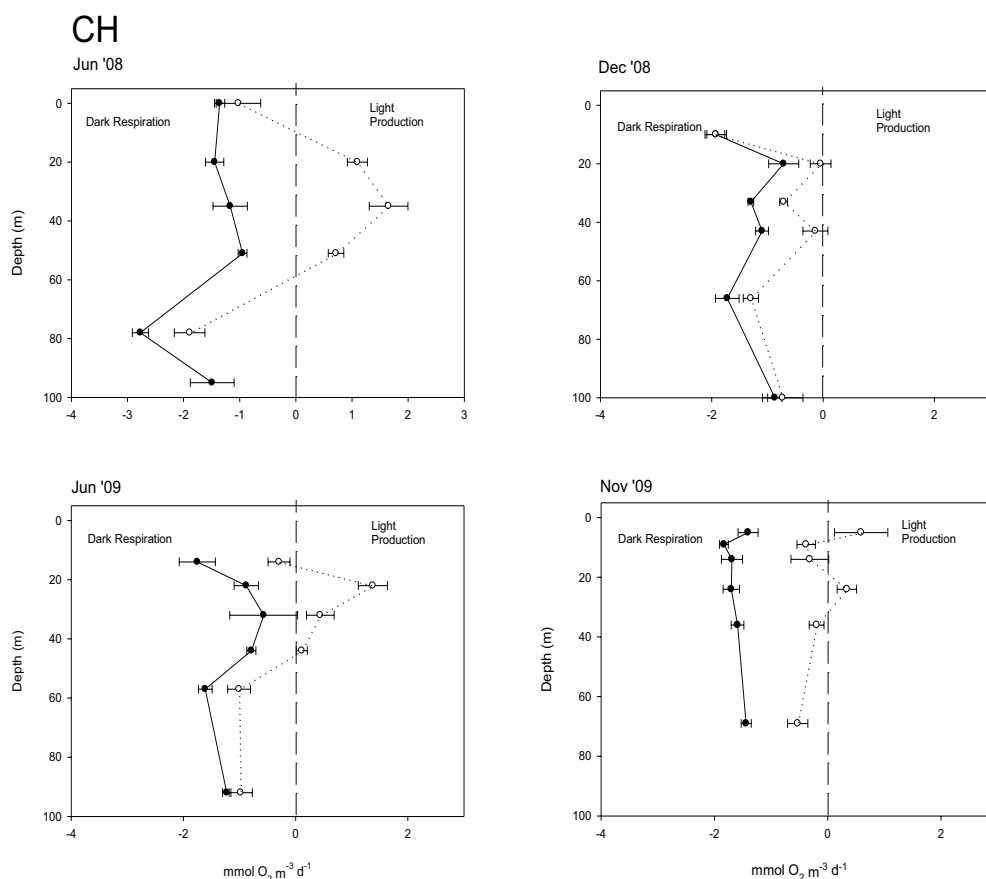 CH
Jun '08
Dec '08
0
20
40
60
80
100
Depth (m)
Dark Respiration
Light
Production
-4
-3
-2
-1
0
1
2
3
0
20
40
60
80
100
Dark Respiration
Light
Production
-4
-2
0
2
Jun '09
Nov '09
0
20
40
60
80
100
Depth (m)
Dark Respiration
Light
Production
-4
-2
0
2
mmol O₂ m⁻³ d⁻¹
0
20
40
60
80
100
Depth (m)
Dark Respiration
Light
Production
-4
-2
0
2
mmol O₂ m⁻³ d⁻¹